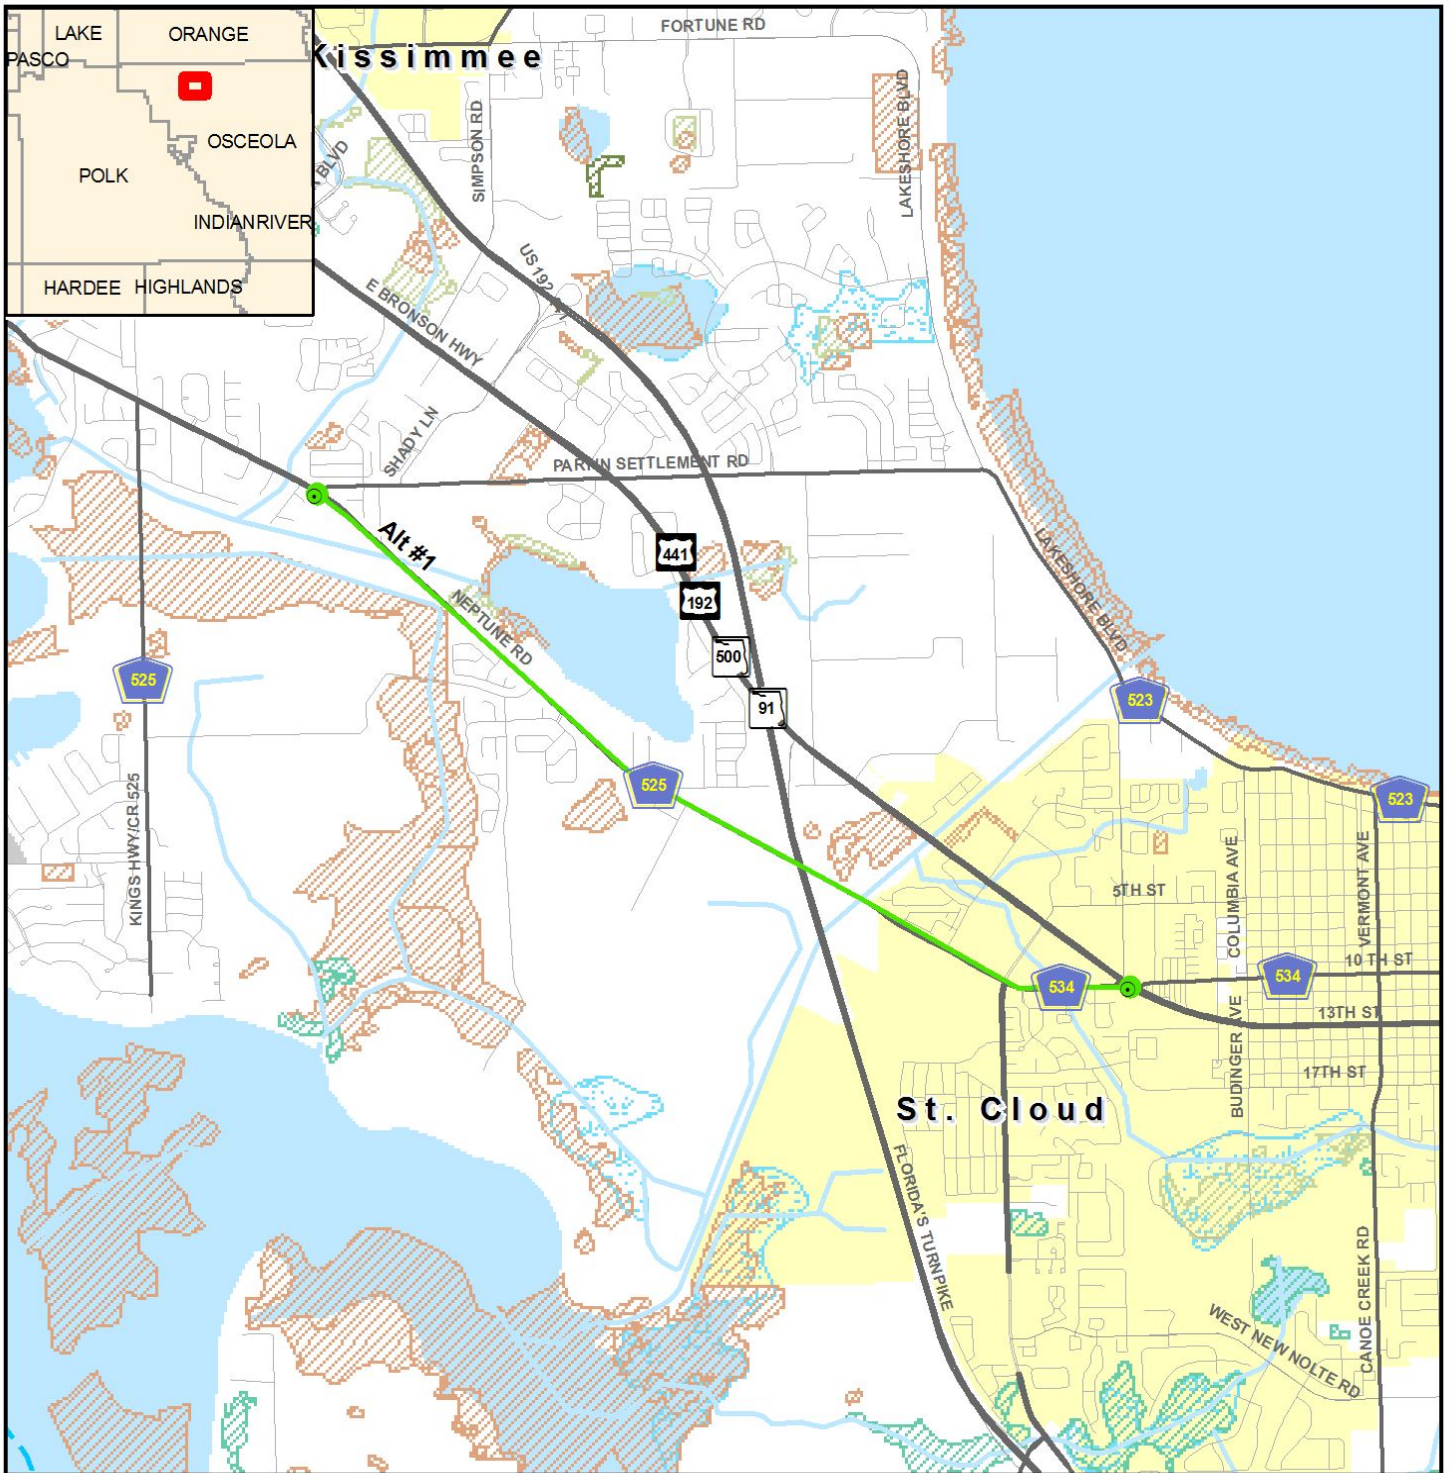 LAKE
ORANGE
PASCO
OSCEOLA
POLK
INDIAN RIVER
HARDEE
HIGHLANDS
FORTUNE RD
Kissimmee
SIMPSON RD
LAKESHORE BLVD
BLVD
US 192
E BRONSON HWY
SHADY LN
PARTIN SETTLEMENT RD
Alt #1
NEPTUNE RD
441
192
500
91
LAKESHORE BLVD
525
523
525
523
KINGS HWY/CR 525
5TH ST
COLUMBIA AVE
VERMONT AVE
10 TH ST
534
534
13TH ST
BUDINGER AVE
17TH ST
St. Cloud
FLORIDA'S TURNPIKE
WEST NEW NOLTE RD
CANOE CREEK RD